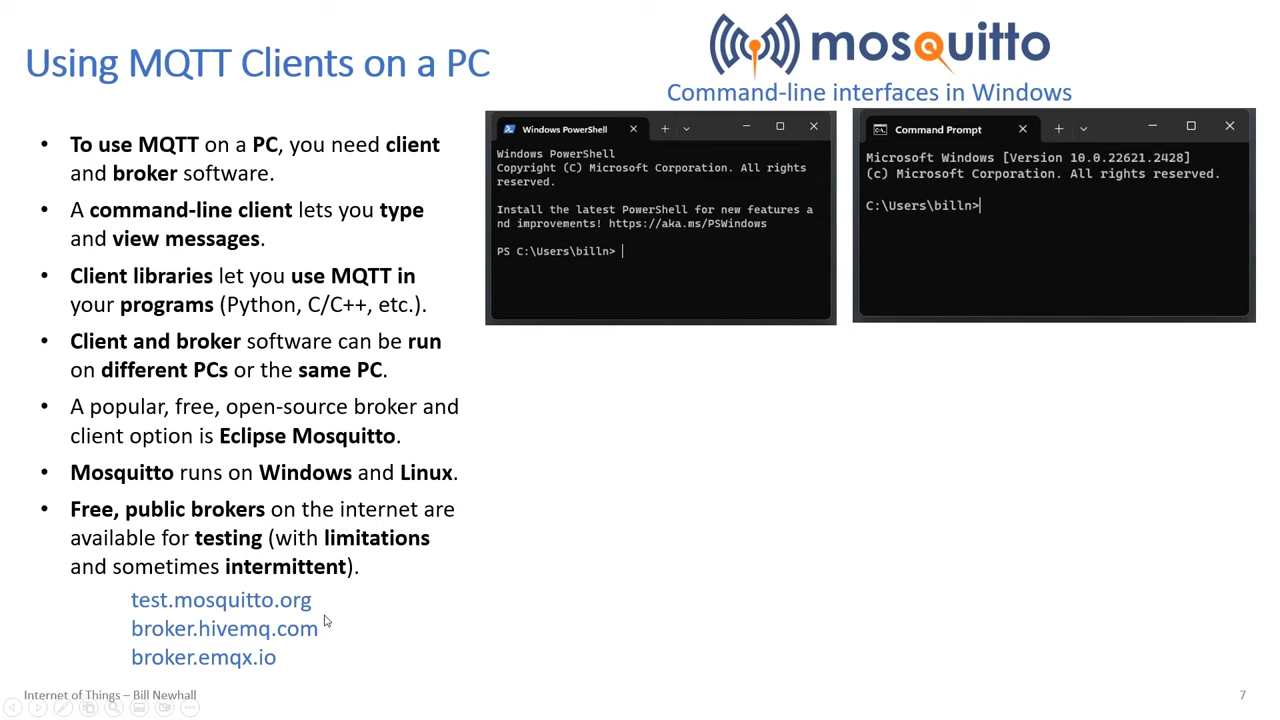 Using MQTT Clients on a PC
mosquitto
Command-line interfaces in Windows
• To use MQTT on a PC, you need client
and broker software.
• A command-line client lets you type
and view messages.
• Client libraries let you use MQTT in
your programs (Python, C/C++, etc.).
• Client and broker software can be run
on different PCs or the same PC.
• A popular, free, open-source broker and
client option is Eclipse Mosquitto.
• Mosquitto runs on Windows and Linux.
• Free, public brokers on the internet are
available for testing (with limitations
and sometimes intermittent).
test.mosquitto.org
broker.hivemq.com
broker.emqx.io
Windows PowerShell
Windows PowerShell
Copyright (C) Microsoft Corporation. All rights
reserved.
Install the latest PowerShell for new features a
nd improvements! https://aka.ms/PSWindows
PS C:\Users\billn>
Command Prompt
Microsoft Windows [Version 10.0.22621.2428]
(c) Microsoft Corporation. All rights reserved.
C:\Users\billn>
Internet of Things – Bill Newhall
7